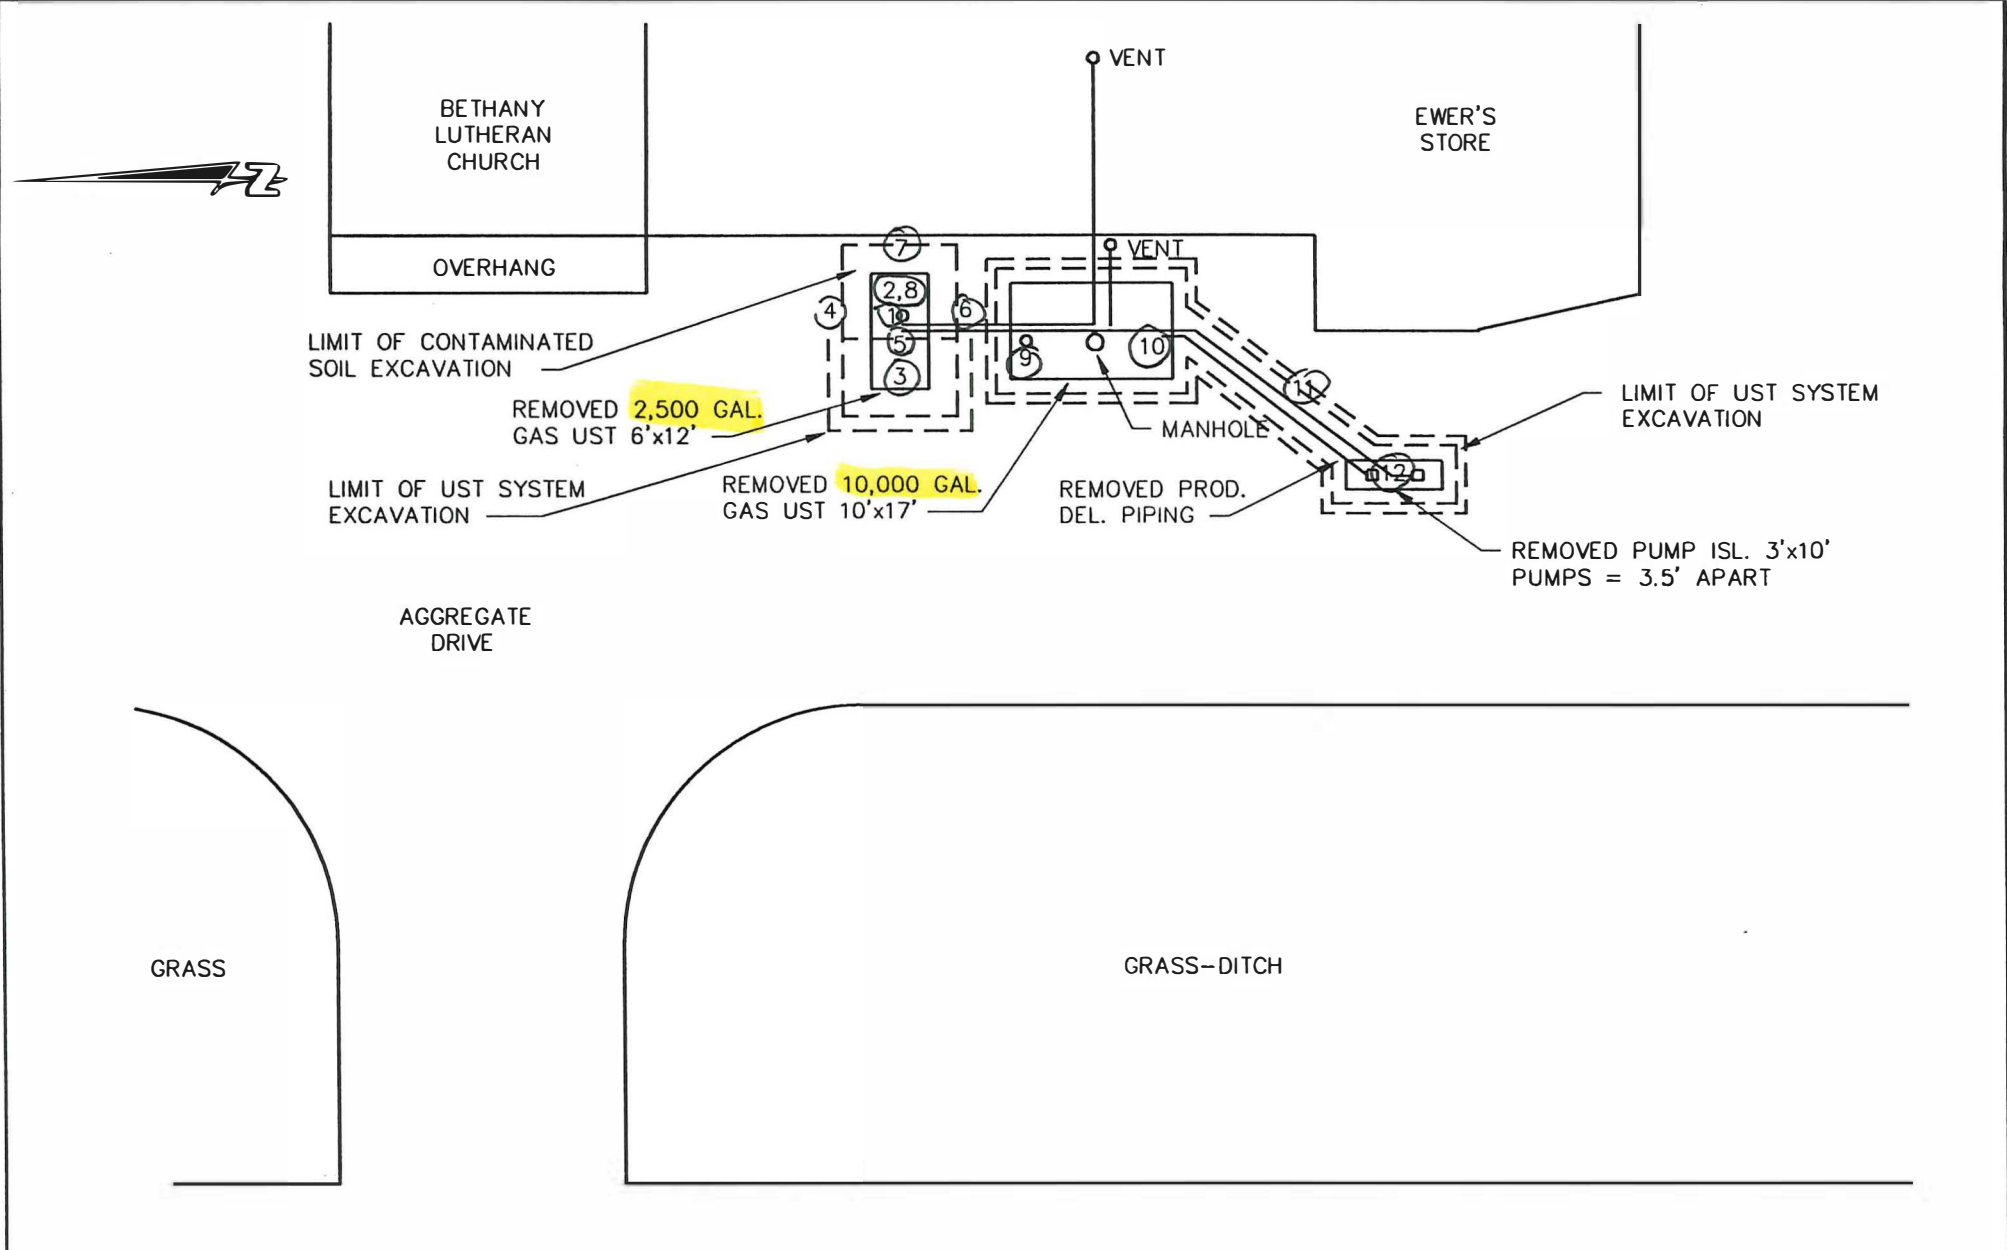 VENT
BETHANY
LUTHERAN
CHURCH
EWER'S
STORE
Z
OVERHANG
7
VENT
2,8
4
1
6
5
9
10
3
11
12
LIMIT OF CONTAMINATED
SOIL EXCAVATION
REMOVED 2,500 GAL.
GAS UST 6'x12'
MANHOLE
LIMIT OF UST SYSTEM
EXCAVATION
LIMIT OF UST SYSTEM
EXCAVATION
REMOVED 10,000 GAL.
GAS UST 10'x17'
REMOVED PROD.
DEL. PIPING
REMOVED PUMP ISL. 3'x10'
PUMPS = 3.5' APART
AGGREGATE
DRIVE
GRASS
GRASS-DITCH